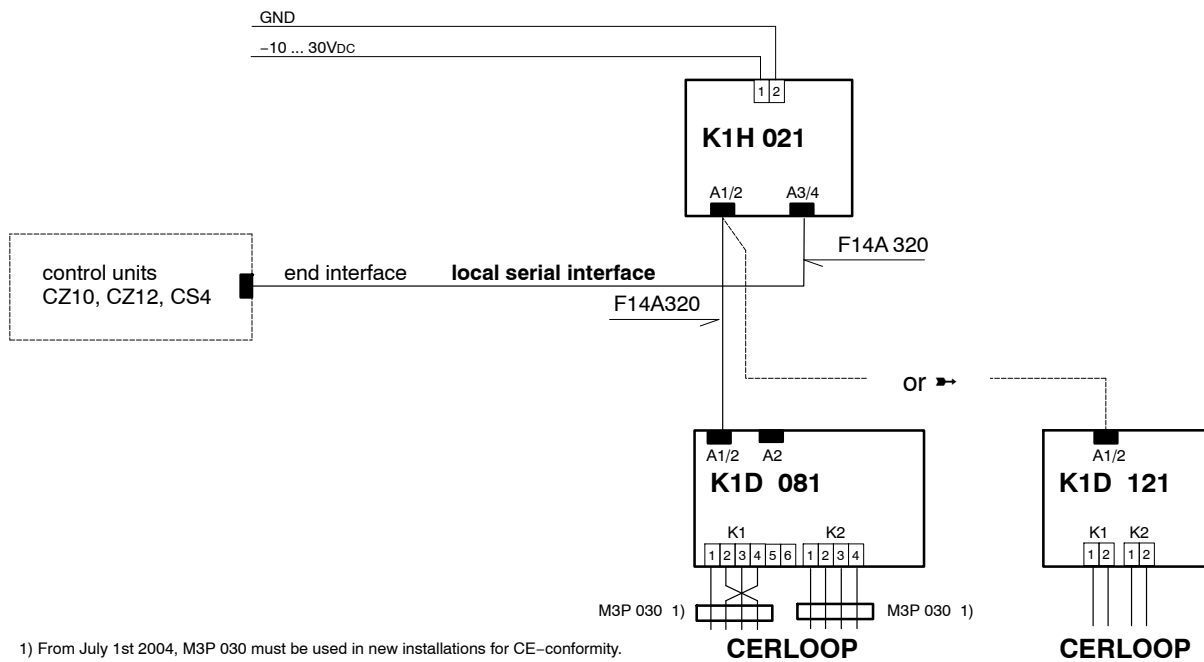 GND
−10 ... 30VDC
1 2
K1H 021
A1/2 A3/4
F14A 320
control units
CZ10, CZ12, CS4
end interface local serial interface
F14A320
or
A1/2 A2
K1D 081
K1 K2
1 2 3 4 5 6 1 2 3 4
A1/2
K1D 121
K1 K2
1 2 1 2
M3P 030 1) M3P 030 1)
CERLOOP CERLOOP
1) From July 1st 2004, M3P 030 must be used in new installations for CE−conformity.